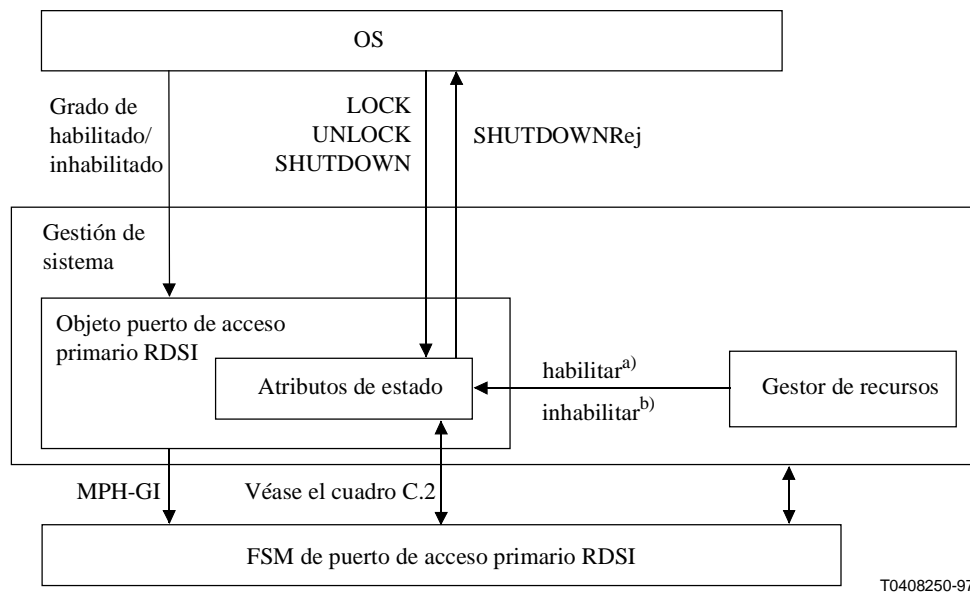 OS
Grado de
habilitado/
inhabilitado
LOCK
UNLOCK
SHUTDOWN
SHUTDOWNRej
Gestión de
sistema
Objeto puerto de acceso
primario RDSI
Atributos de estado
habilitar a)
inhabilitar b)
Gestor de recursos
MPH-GI
Véase el cuadro C.2
FSM de puerto de acceso primario RDSI
T0408250-97